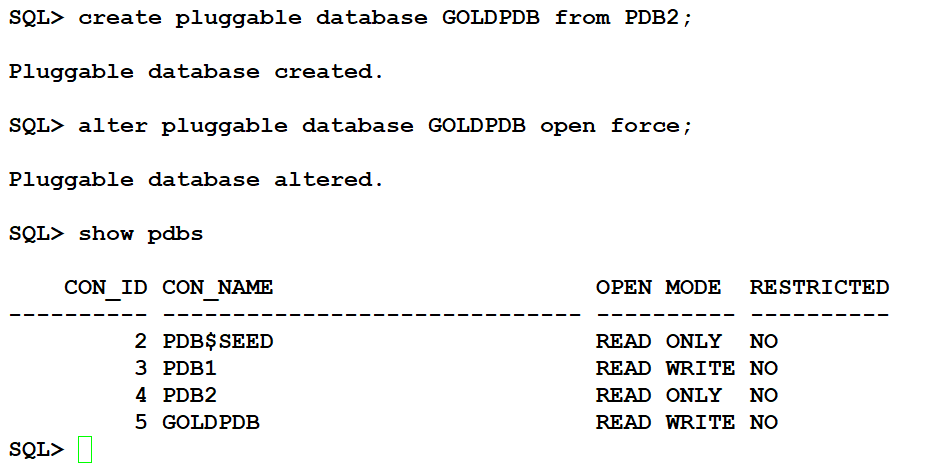 SQL> create pluggable database GOLDPDB from PDB2;
Pluggable database created.
SQL> alter pluggable database GOLDPDB open force;
Pluggable database altered.
SQL> show pdbs
    CON_ID CON_NAME                       OPEN MODE  RESTRICTED
---------- ------------------------------ ---------- ----------
         2 PDB$SEED                       READ ONLY  NO
         3 PDB1                           READ WRITE NO
         4 PDB2                           READ ONLY  NO
         5 GOLDPDB                        READ WRITE NO
SQL>